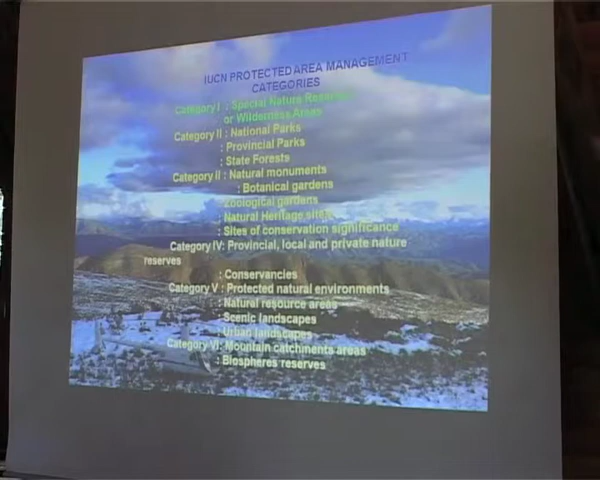 IUCN PROTECTED AREA MANAGEMENT
CATEGORIES
Category I : Special Nature Reserves
or Wilderness Areas
Category II : National Parks
: Provincial Parks
: State Forests
Category II : Natural monuments
: Botanical gardens
: Zoological gardens
: Natural Heritage sites
: Sites of conservation significance
Category IV: Provincial, local and private nature
reserves
: Conservancies
Category V : Protected natural environments
: Natural resource areas
: Scenic landscapes
: Urban landscapes
Category VI: Mountain catchments areas
: Biospheres reserves